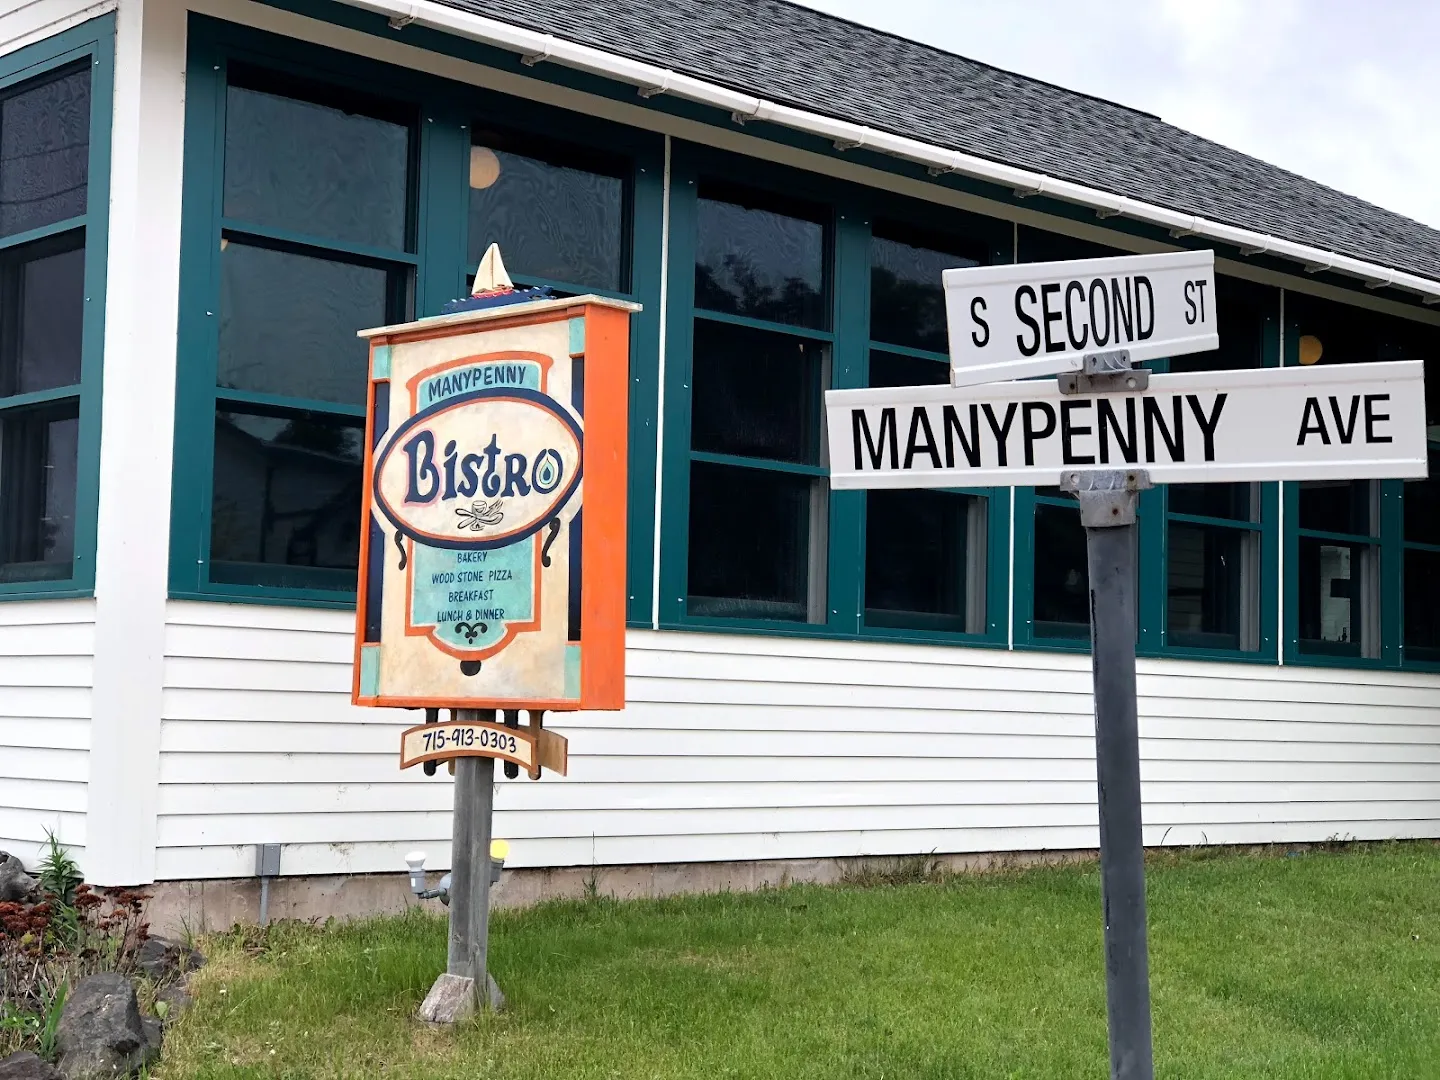 MANYPENNY
BISTRO
BAKERY
WOOD STONE PIZZA
BREAKFAST
LUNCH & DINNER
715-913-0303
S SECOND ST
MANYPENNY AVE